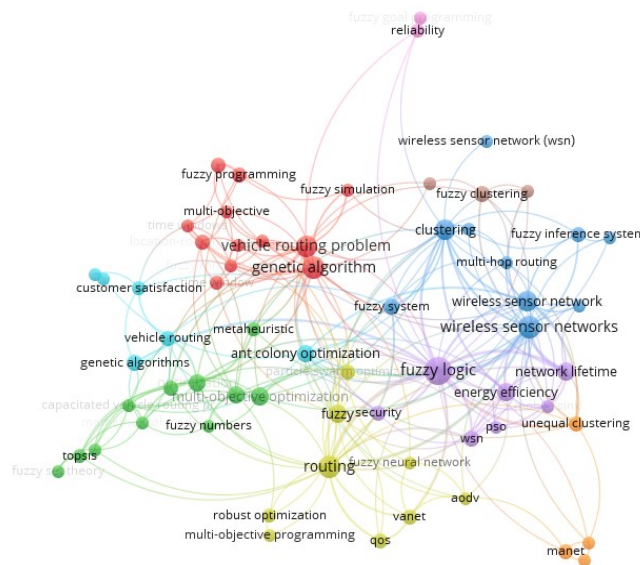 fuzzy goal programming
reliability
wireless sensor network (wsn)
fuzzy programming
fuzzy simulation
fuzzy clustering
multi-objective
time windows
clustering
fuzzy inference system
vehicle routing problem
multi-hop routing
genetic algorithm
customer satisfaction
fuzzy system
wireless sensor network
metaheuristic
wireless sensor networks
vehicle routing
ant colony optimization
genetic algorithms
fuzzy logic
network lifetime
particle swarm optimi
multi-objective optimization
energy efficiency
capacitated vehicle routing
fuzzy
security
fuzzy numbers
pso
unequal clustering
wsn
topsis
routing
fuzzy neural network
fuzzy set theory
aodv
robust optimization
vanet
multi-objective programming
qos
manet